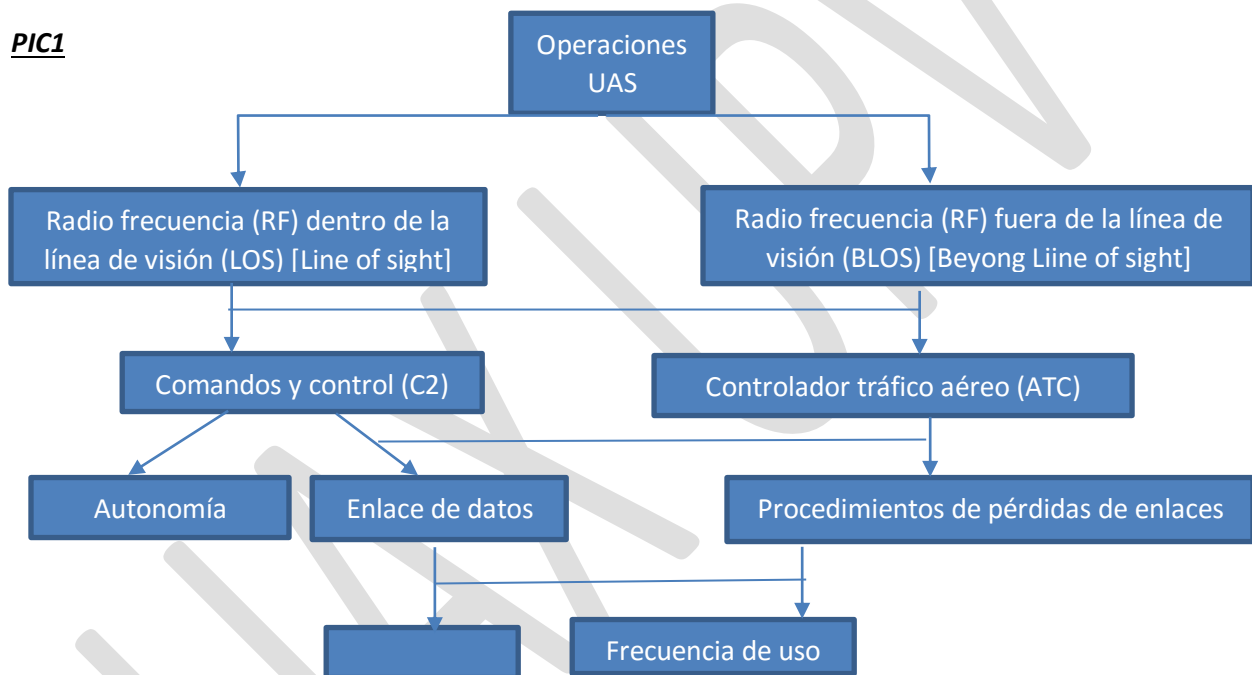 PIC1
Operaciones
UAS
Radio frecuencia (RF) dentro de la
línea de visión (LOS) [Line of sight]
Radio frecuencia (RF) fuera de la línea de
visión (BLOS) [Beyong Liine of sight]
Comandos y control (C2)
Controlador tráfico aéreo (ATC)
Autonomía
Enlace de datos
Procedimientos de pérdidas de enlaces
Frecuencia de uso